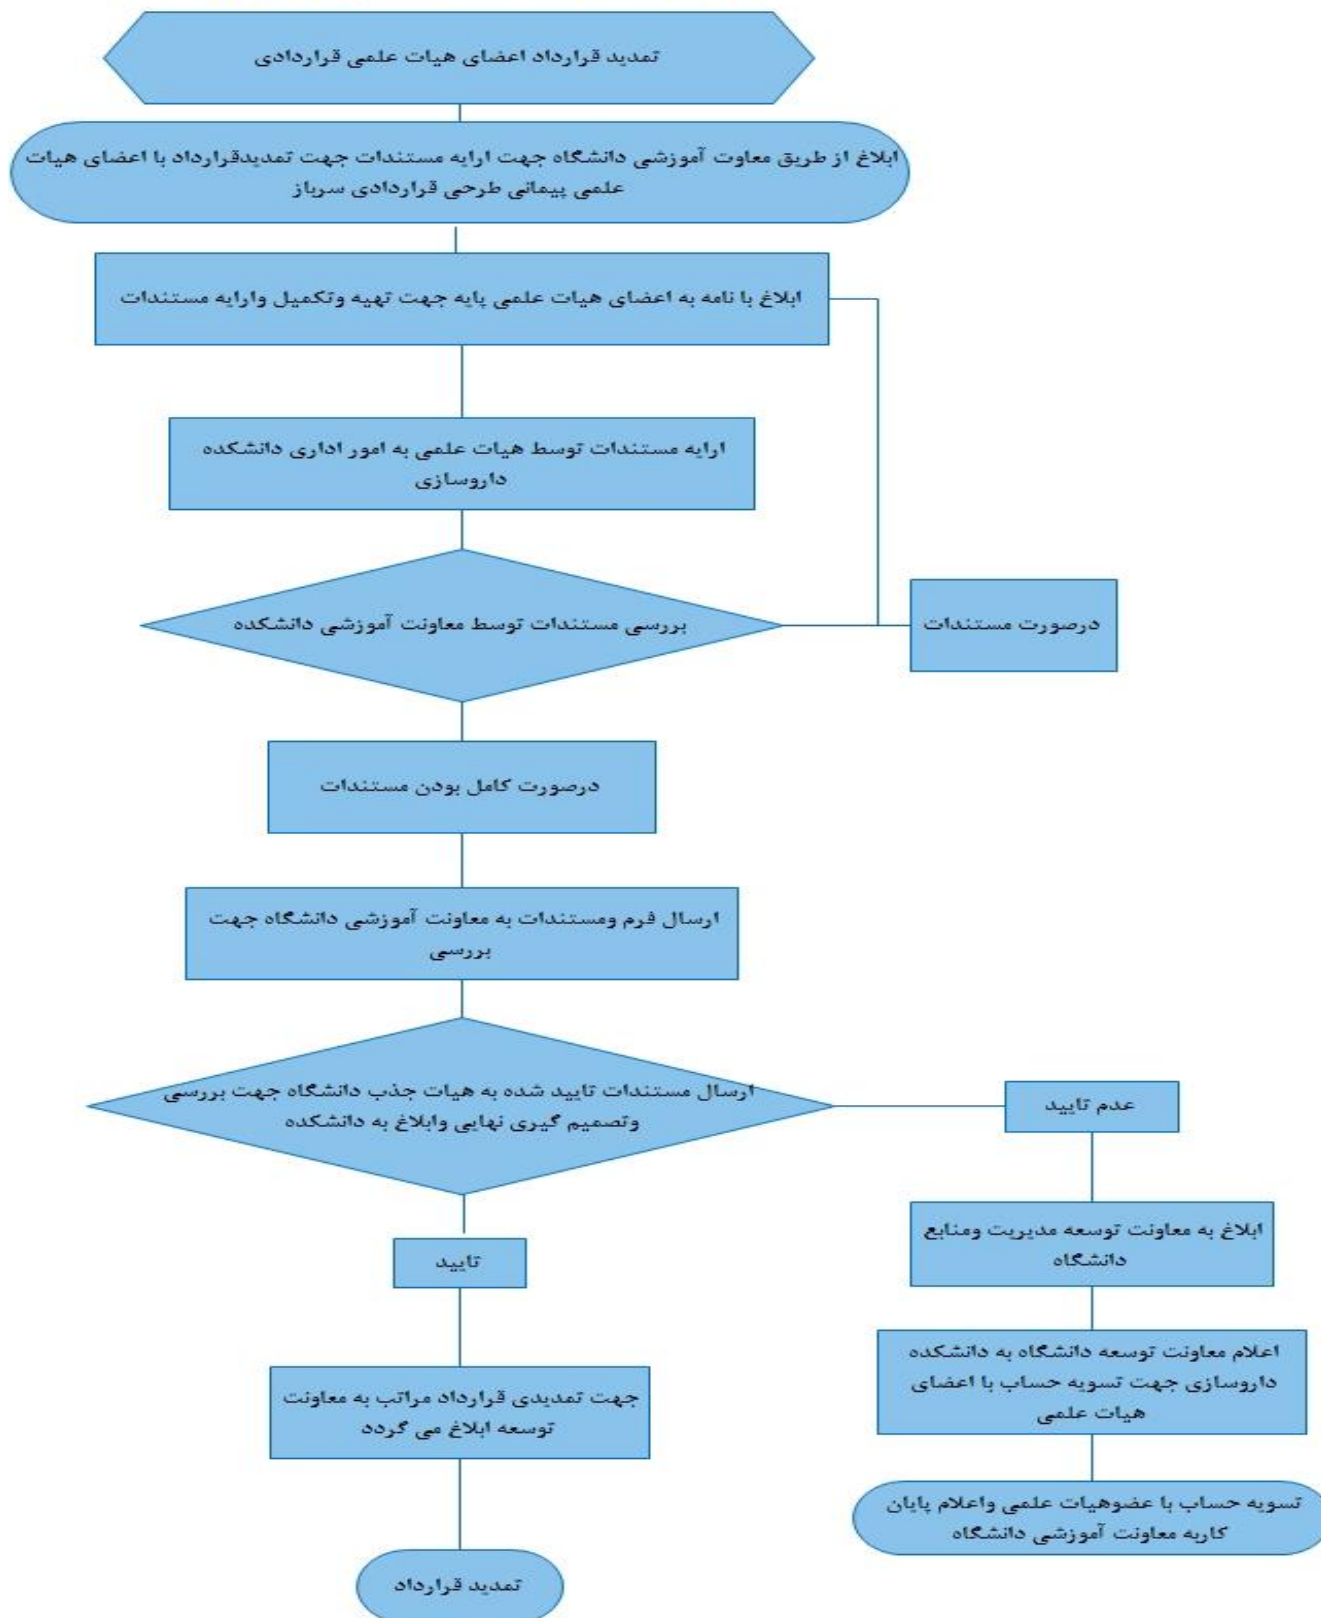 تمدید قرارداد اعضای هیات علمی قراردادی
ابلاغ از طریق معاوت آموزشی دانشگاه جهت ارایه مستندات جهت تمدیدقرارداد با اعضای هیات
علمی پیمانی طرحی قراردادی سرباز
ابلاغ با نامه به اعضای هیات علمی پایه جهت تهیه وتکمیل وارایه مستندات
ارایه مستندات توسط هیات علمی به امور اداری دانشکده
داروسازی
بررسی مستندات توسط معاونت آموزشی دانشکده
درصورت مستندات
درصورت کامل بودن مستندات
ارسال فرم ومستندات به معاونت آموزشی دانشگاه جهت
بررسی
ارسال مستندات تایید شده به هیات جذب دانشگاه جهت بررسی
وتصمیم گیری نهایی وابلاغ به دانشکده
عدم تایید
ابلاغ به معاونت توسعه مدیریت ومنابع
دانشگاه
اعلام معاونت توسعه دانشگاه به دانشکده
داروسازی جهت تسویه حساب با اعضای
هیات علمی
تسویه حساب با عضوهیات علمی واعلام پایان
کاربه معاونت آموزشی دانشگاه
تایید
جهت تمدیدی قرارداد مراتب به معاونت
توسعه ابلاغ می گردد
تمدید قرارداد